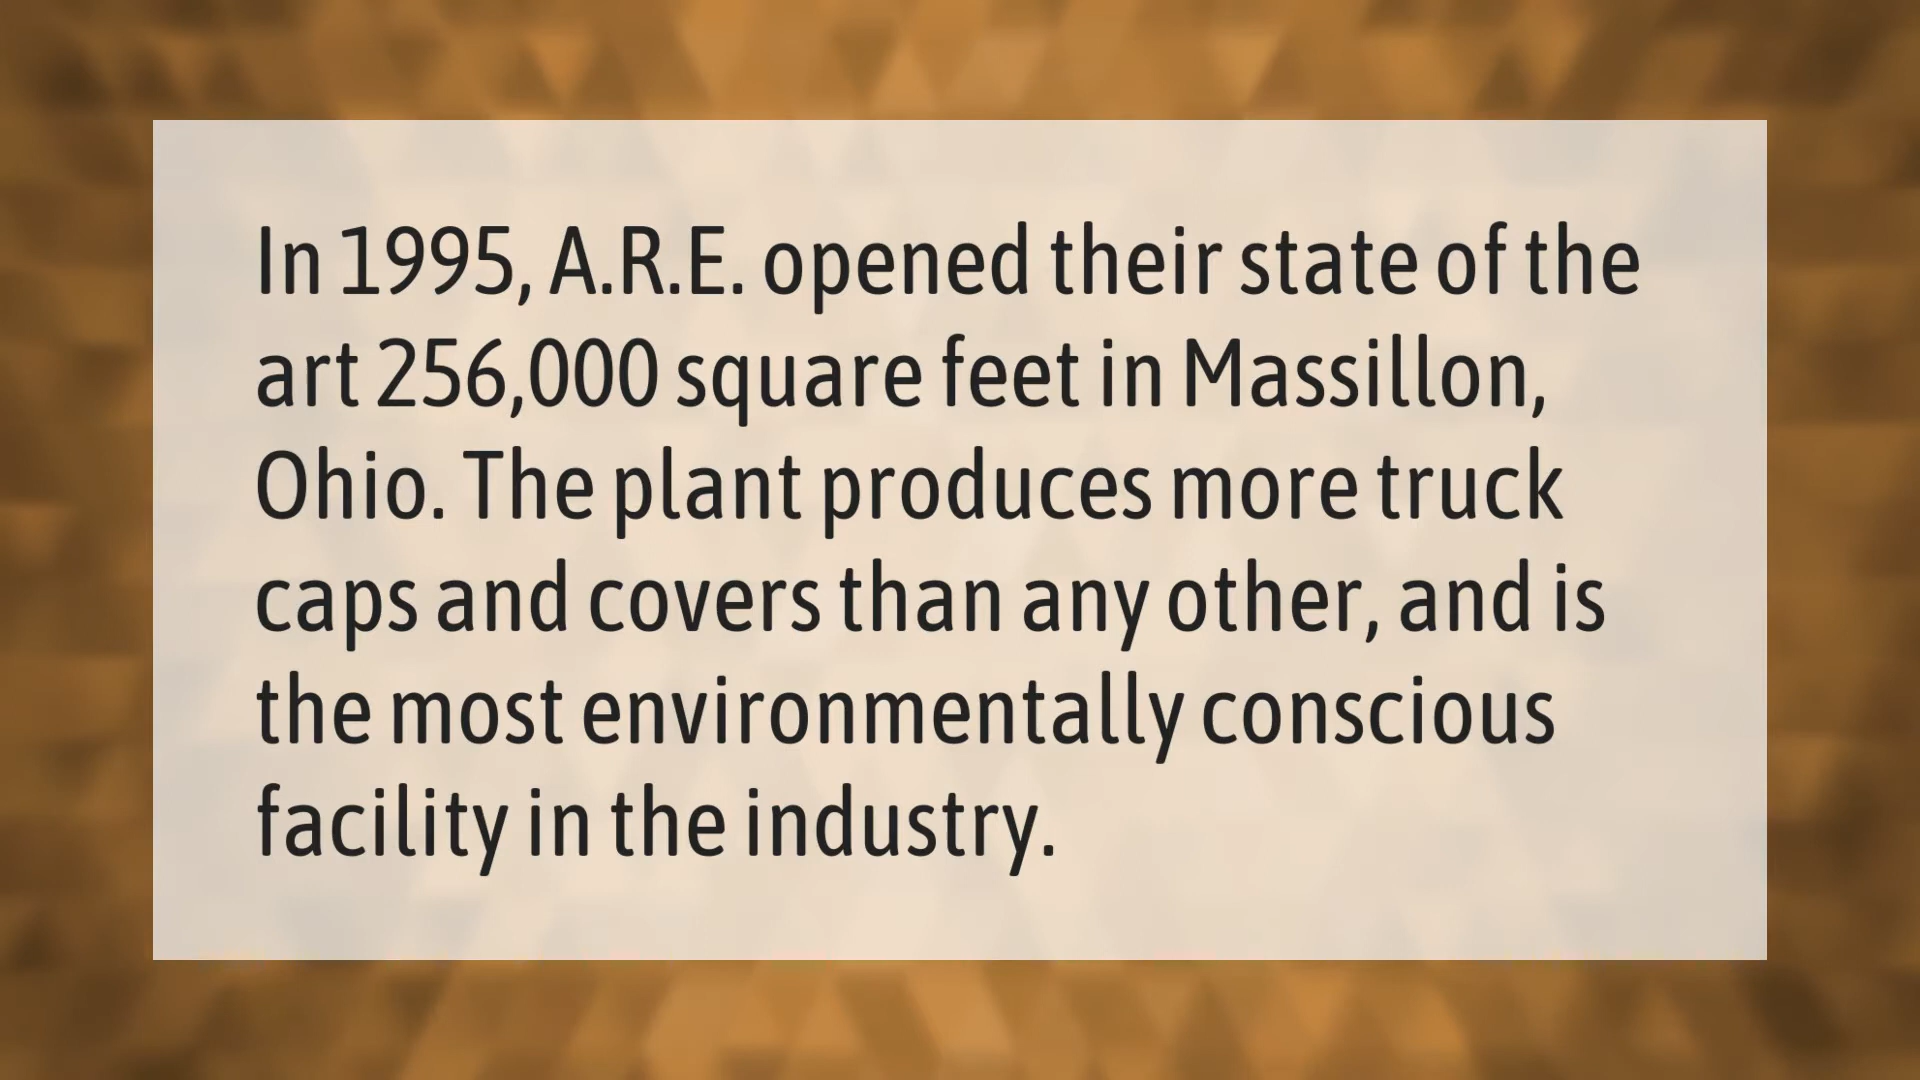 In 1995, A.R.E. opened their state of the
art 256,000 square feet in Massillon,
Ohio. The plant produces more truck
caps and covers than any other, and is
the most environmentally conscious
facility in the industry.